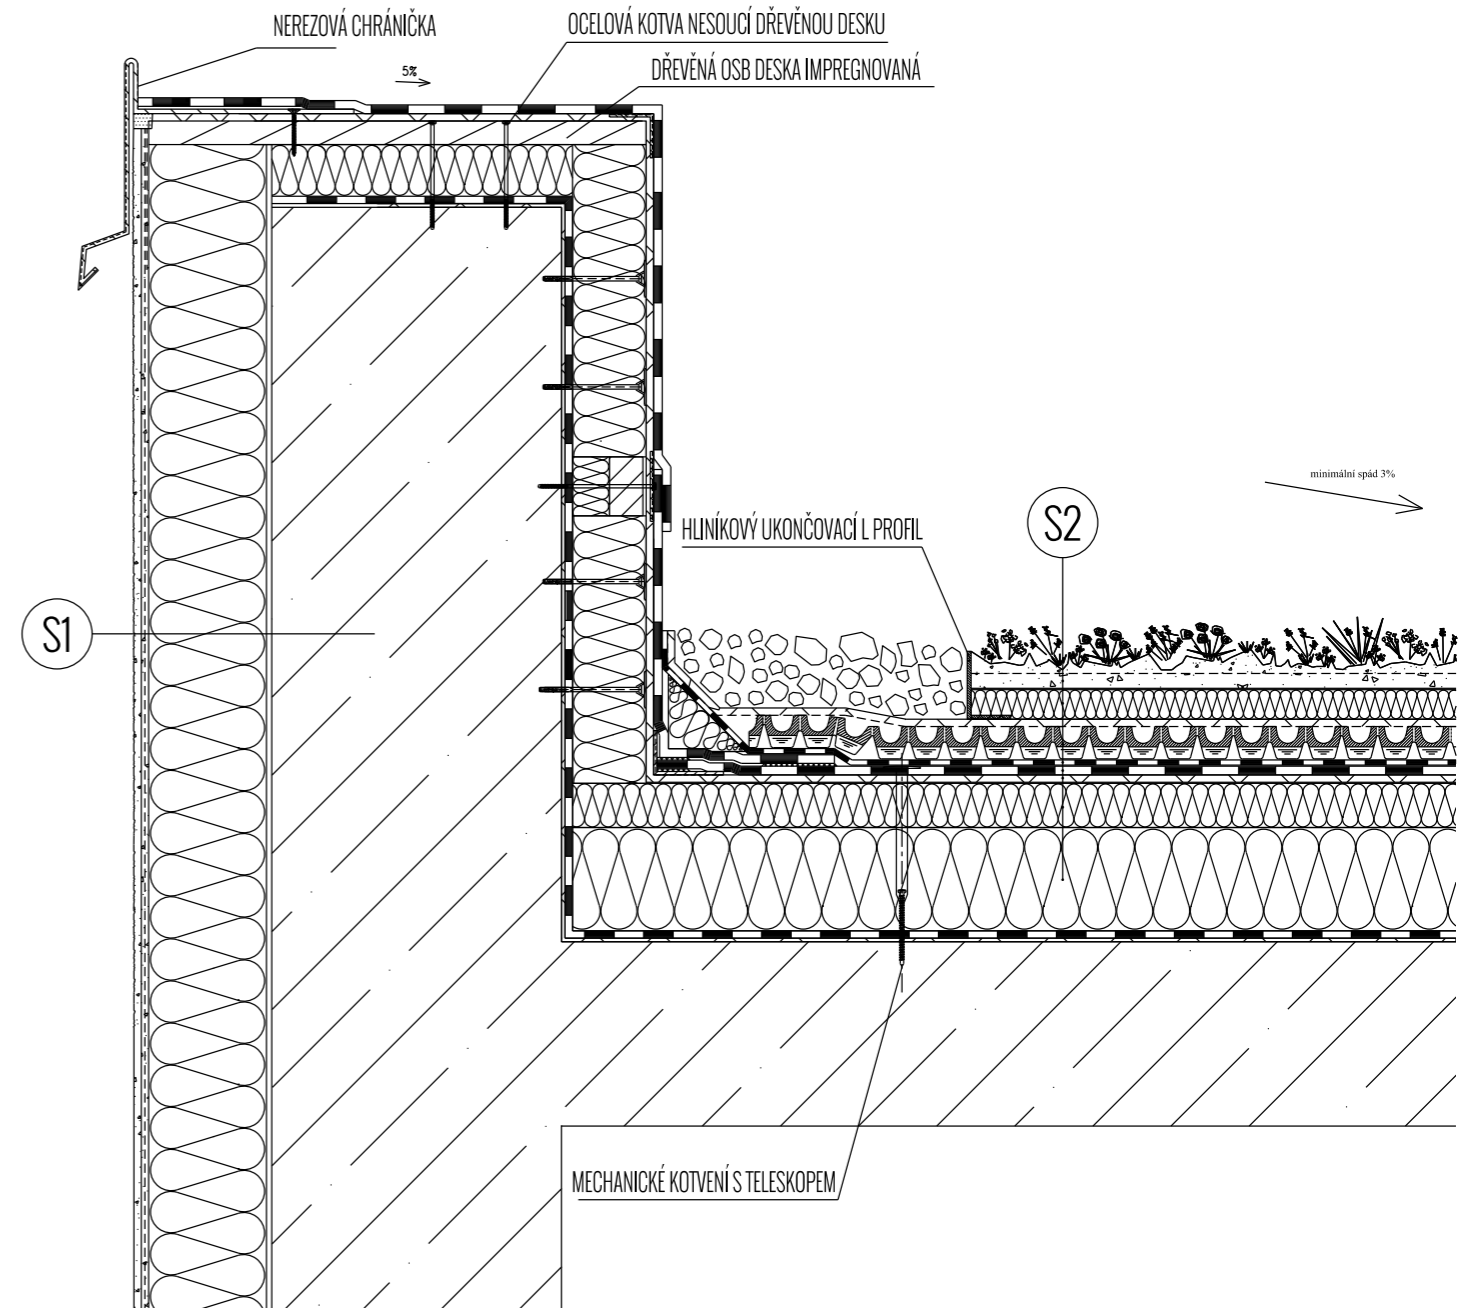 NEREZOVÁ CHRÁNIČKA
OCELOVÁ KOTVA NESOUCÍ DŘEVĚNOU DESKU
5%
DŘEVĚNÁ OSB DESKA IMPREGNOVANÁ
minimální spád 3%
HLINÍKOVÝ UKONČOVACÍ L PROFIL
S2
S1
MECHANICKÉ KOTVENÍ S TELESKOPEM